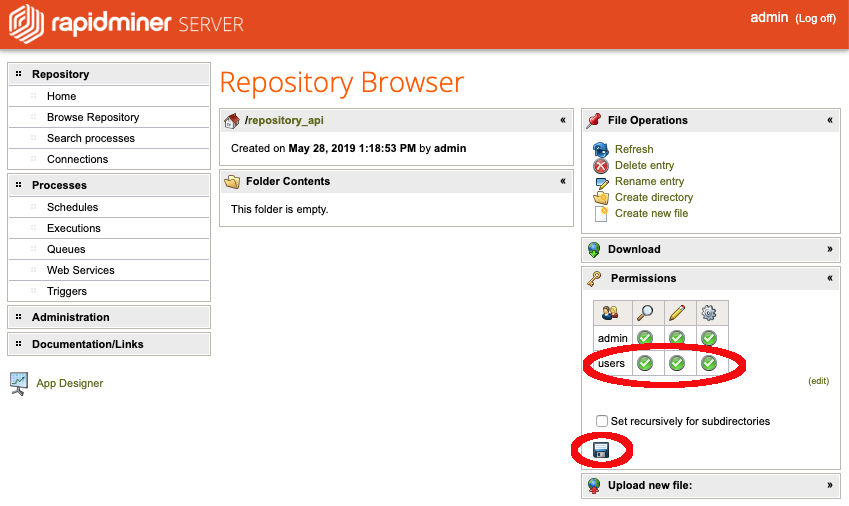 rapidminer SERVER
admin (Log off)
Repository
Home
Browse Repository
Search processes
Connections
Processes
Schedules
Executions
Queues
Web Services
Triggers
Administration
Documentation/Links
App Designer
Repository Browser
/repository_api «
Created on May 28, 2019 1:18:53 PM by admin
Folder Contents «
This folder is empty.
File Operations «
Refresh
Delete entry
Rename entry
Create directory
Create new file
Download »
Permissions «
admin
users
(edit)
Set recursively for subdirectories
Upload new file: »